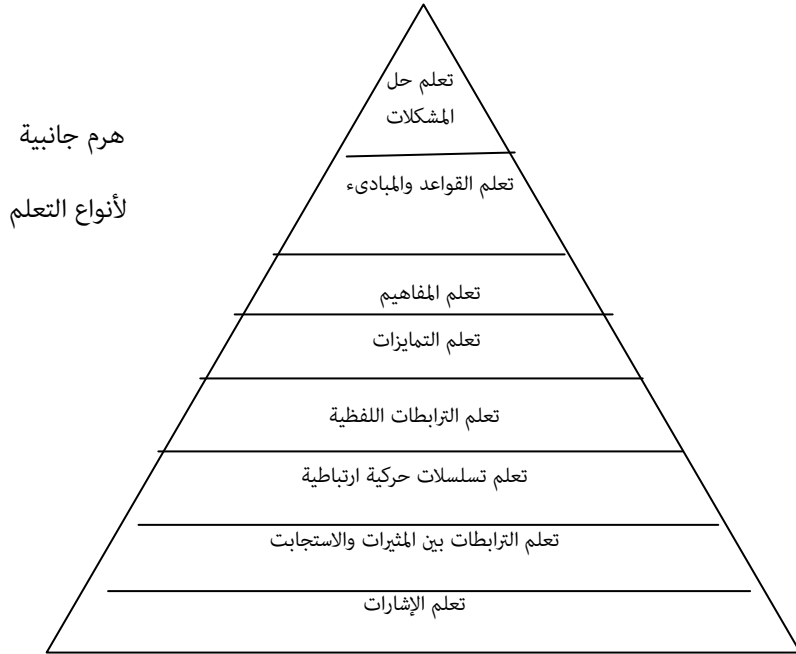 هرم جانبية
لأنواع التعلم
تعلم حل
المشكلات
تعلم القواعد والمبادىء
تعلم المفاهيم
تعلم التمايزات
تعلم الترابطات اللفظية
تعلم تسلسلات حركية ارتباطية
تعلم الترابطات بين المثيرات والاستجابت
تعلم الإشارات